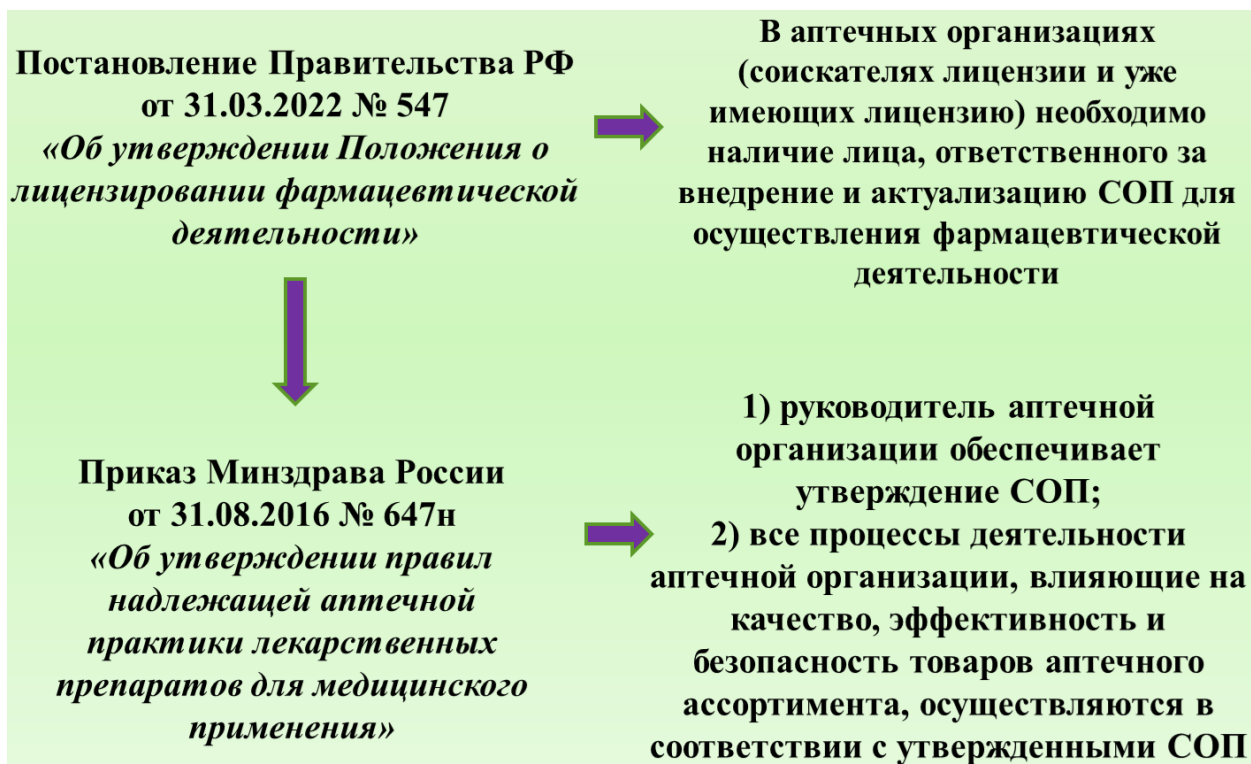 Постановление Правительства РФ
от 31.03.2022 № 547
«Об утверждении Положения о
лицензировании фармацевтической
деятельности»
В аптечных организациях
(соискателях лицензии и уже
имеющих лицензию) необходимо
наличие лица, ответственного за
внедрение и актуализацию СОП для
осуществления фармацевтической
деятельности
Приказ Минздрава России
от 31.08.2016 № 647н
«Об утверждении правил
надлежащей аптечной
практики лекарственных
препаратов для медицинского
применения»
1) руководитель аптечной
организации обеспечивает
утверждение СОП;
2) все процессы деятельности
аптечной организации, влияющие на
качество, эффективность и
безопасность товаров аптечного
ассортимента, осуществляются в
соответствии с утвержденными СОП